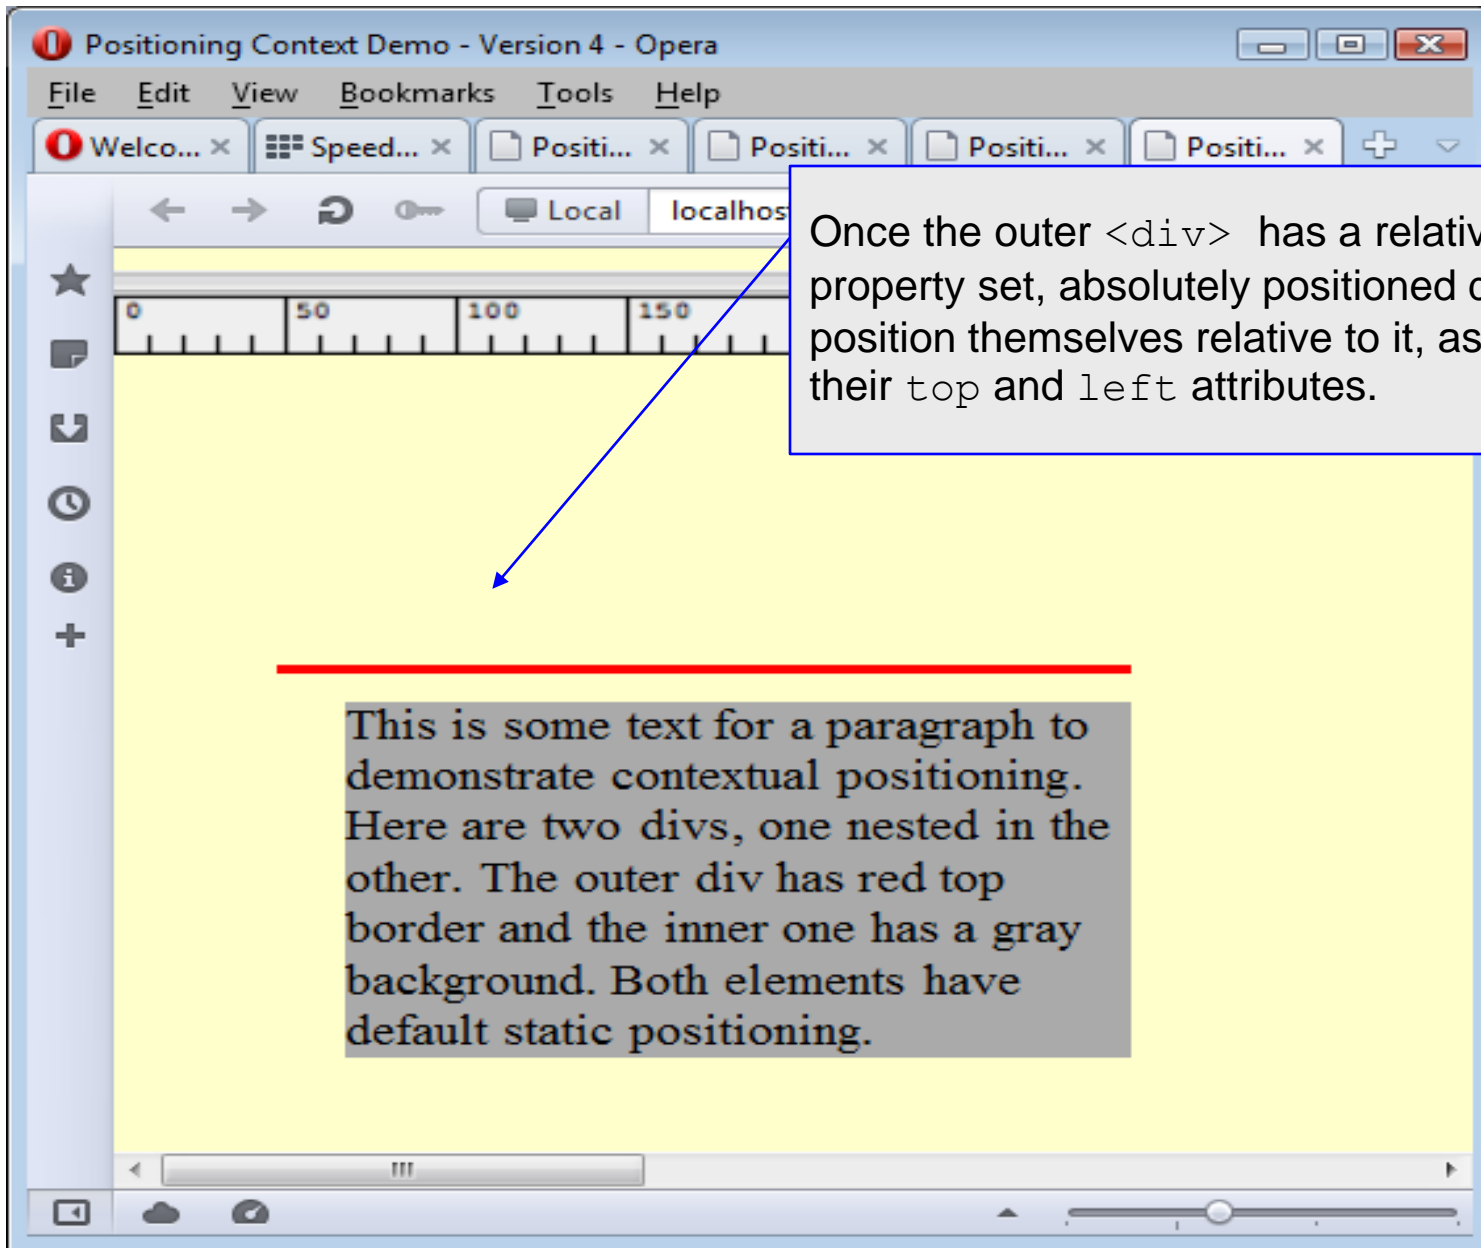 Positioning Context Demo - Version 4 - Opera
File Edit View Bookmarks Tools Help
Welco... Speed... Positi... Positi... Positi... Positi...
Local localhos
0 50 100 150
Once the outer <div> has a relativ
property set, absolutely positioned
position themselves relative to it, as
their top and left attributes.
This is some text for a paragraph to
demonstrate contextual positioning.
Here are two divs, one nested in the
other. The outer div has red top
border and the inner one has a gray
background. Both elements have
default static positioning.